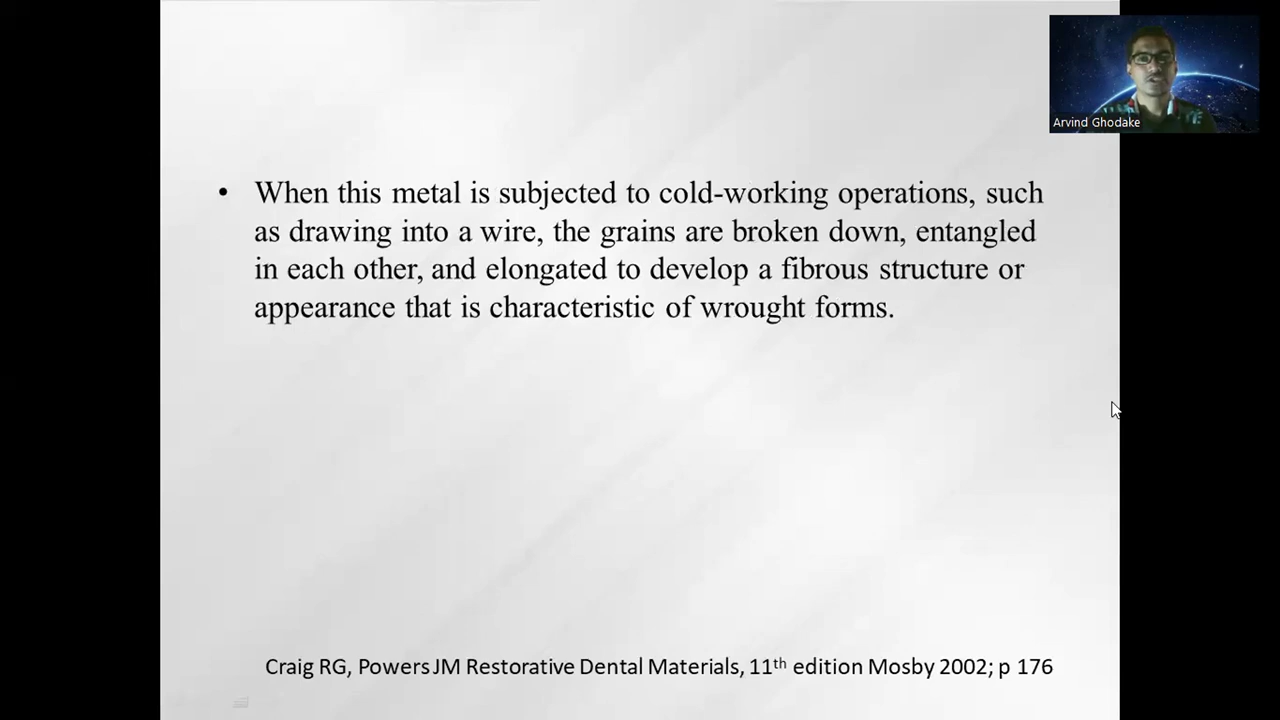 Arvind Ghodake
• When this metal is subjected to cold-working operations, such
as drawing into a wire, the grains are broken down, entangled
in each other, and elongated to develop a fibrous structure or
appearance that is characteristic of wrought forms.
Craig RG, Powers JM Restorative Dental Materials, 11th edition Mosby 2002; p 176